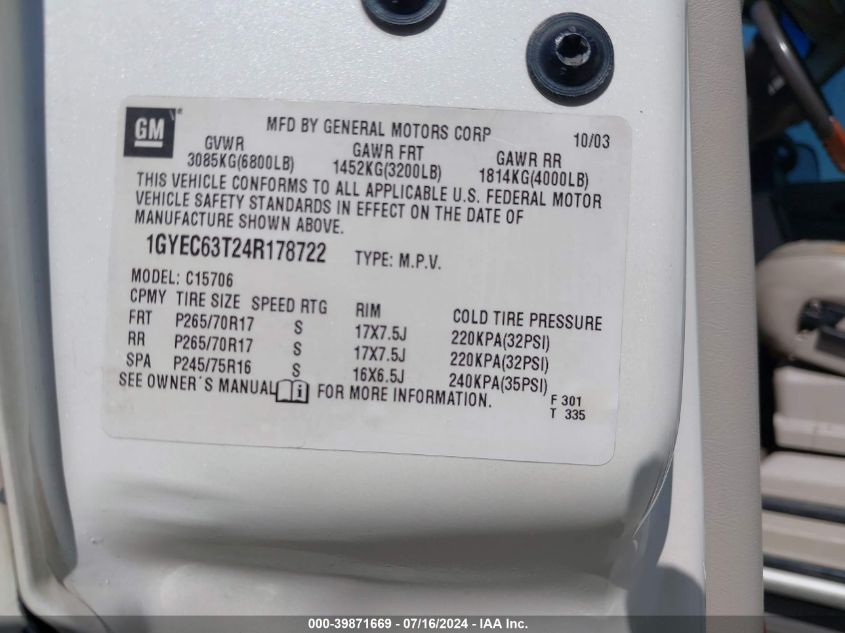 GM
MFD BY GENERAL MOTORS CORP 10/03
GVWR GAWR FRT GAWR RR
3085KG(6800LB) 1452KG(3200LB) 1814KG(4000LB)
THIS VEHICLE CONFORMS TO ALL APPLICABLE U.S. FEDERAL MOTOR
VEHICLE SAFETY STANDARDS IN EFFECT ON THE DATE OF
MANUFACTURE SHOWN ABOVE.
1GYEC63T24R178722 TYPE: M.P.V.
MODEL: C15706
CPMY TIRE SIZE SPEED RTG RIM COLD TIRE PRESSURE
FRT P265/70R17 S 17X7.5J 220KPA(32PSI)
RR P265/70R17 S 17X7.5J 220KPA(32PSI)
SPA P245/75R16 S 16X6.5J 240KPA(35PSI)
SEE OWNER'S MANUAL i FOR MORE INFORMATION.
F 301
T 335
000-39871669 - 07/16/2024 - IAA Inc.